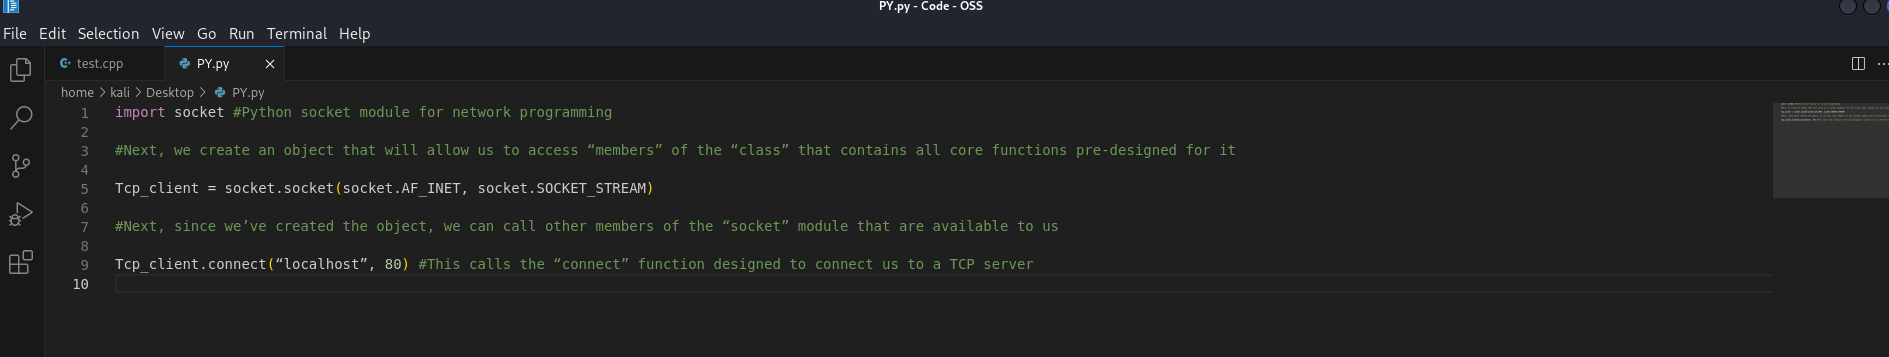 PY.py - Code - OSS
File Edit Selection View Go Run Terminal Help
test.cpp PY.py
home > kali > Desktop > PY.py
1 import socket #Python socket module for network programming
2
3 #Next, we create an object that will allow us to access “members” of the “class” that contains all core functions pre-designed for it
4
5 Tcp_client = socket.socket(socket.AF_INET, socket.SOCKET_STREAM)
6
7 #Next, since we’ve created the object, we can call other members of the “socket” module that are available to us
8
9 Tcp_client.connect(“localhost”, 80) #This calls the “connect” function designed to connect us to a TCP server
10